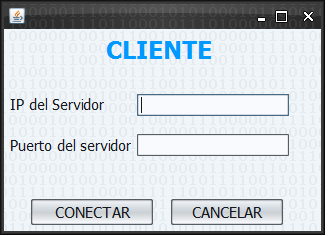 CLIENTE
IP del Servidor
Puerto del servidor
CONECTAR CANCELAR